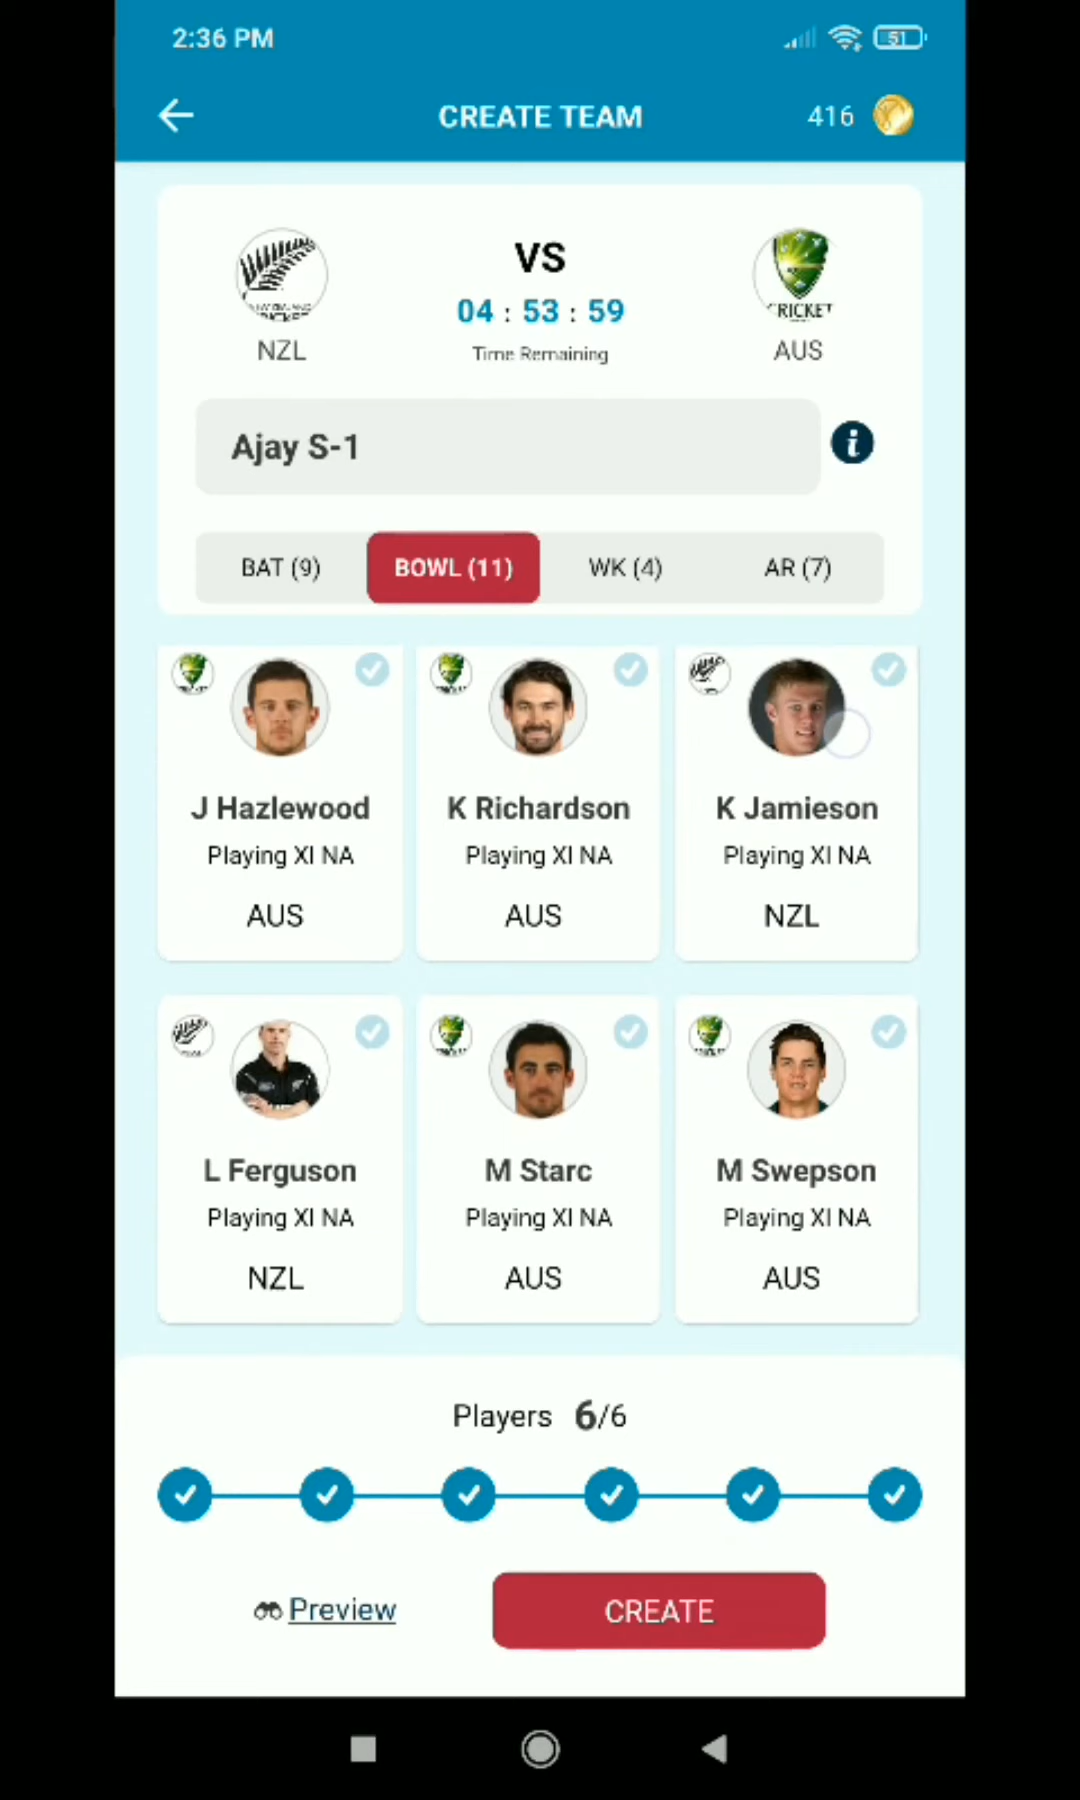 2:36 PM
51
CREATE TEAM
416
VS
04 : 53 : 59
Time Remaining
CRICKET
NZL
AUS
Ajay S-1
BAT (9)
BOWL (11)
WK (4)
AR (7)
J Hazlewood
Playing XI NA
AUS
K Richardson
Playing XI NA
AUS
K Jamieson
Playing XI NA
NZL
L Ferguson
Playing XI NA
NZL
M Starc
Playing XI NA
AUS
M Swepson
Playing XI NA
AUS
Players 6/6
Preview
CREATE